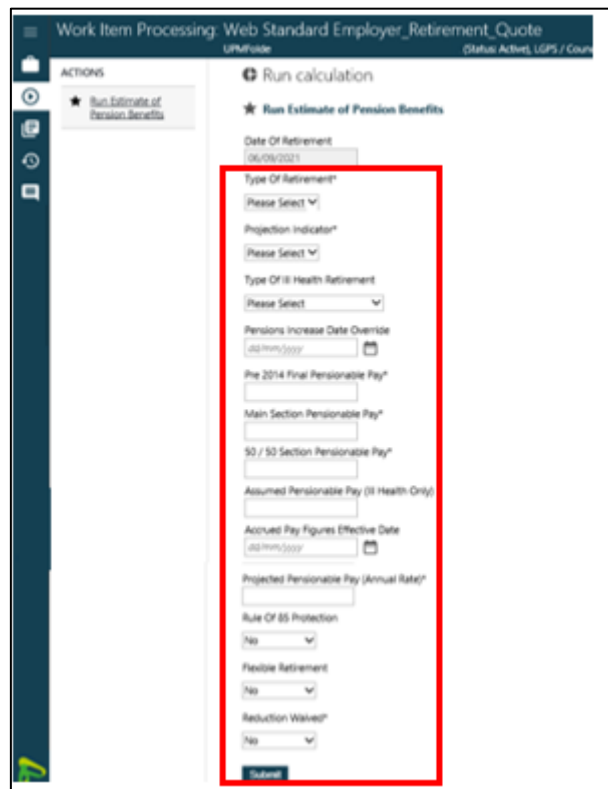 Work Item Processing: Web Standard Employer_Retirement_Quote
UPMFolde (Status: Active), LGPS / Counc
ACTIONS
Run Estimate of
Pension Benefits
Run calculation
Run Estimate of Pension Benefits
Date Of Retirement
06/09/2021
Type Of Retirement*
Please Select
Projection Indicator*
Please Select
Type Of Ill Health Retirement
Please Select
Pensions Increase Date Override
dd/mm/yyyy
Pre 2014 Final Pensionable Pay*
Main Section Pensionable Pay*
50 / 50 Section Pensionable Pay*
Assumed Pensionable Pay (Ill Health Only)
Accrued Pay Figures Effective Date
dd/mm/yyyy
Projected Pensionable Pay (Annual Rate)*
Rule Of 85 Protection
No
Flexible Retirement
No
Reduction Waived*
No
Submit